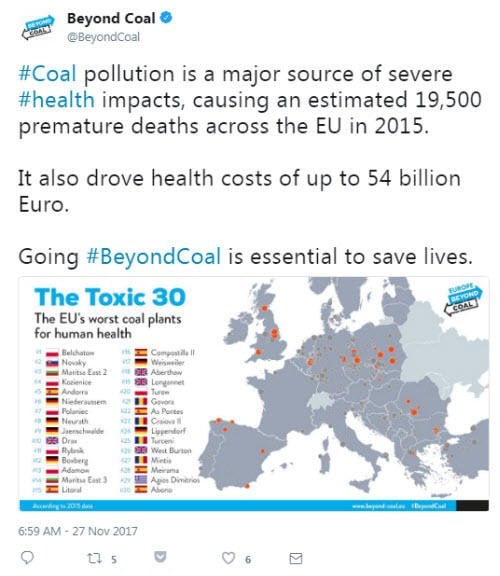 BEYOND
COAL
Beyond Coal
@BeyondCoal
#Coal pollution is a major source of severe
#health impacts, causing an estimated 19,500
premature deaths across the EU in 2015.
It also drove health costs of up to 54 billion
Euro.
Going #BeyondCoal is essential to save lives.
The Toxic 30
The EU's worst coal plants
for human health
EUROPE
BEYOND
COAL
#1 Belchatow
#2 Novaky
#3 Maritsa East 2
#4 Kozienice
#5 Andorra
#6 Niederaussem
#7 Polaniec
#8 Neurath
#9 Jaenschwalde
#10 Drax
#11 Rybnik
#12 Boxberg
#13 Adamow
#14 Maritsa East 3
#15 Litoral
#16 Compostilla II
#17 Weisweiler
#18 Aberthaw
#19 Longannet
#20 Turow
#21 Govora
#22 As Pontes
#23 Craiova II
#24 Lippendorf
#25 Turceni
#26 West Burton
#27 Mintia
#28 Meirama
#29 Agios Dimitrios
#30 Abono
According to 2015 data
www.beyond-coal.eu #BeyondCoal
6:59 AM - 27 Nov 2017
5
6